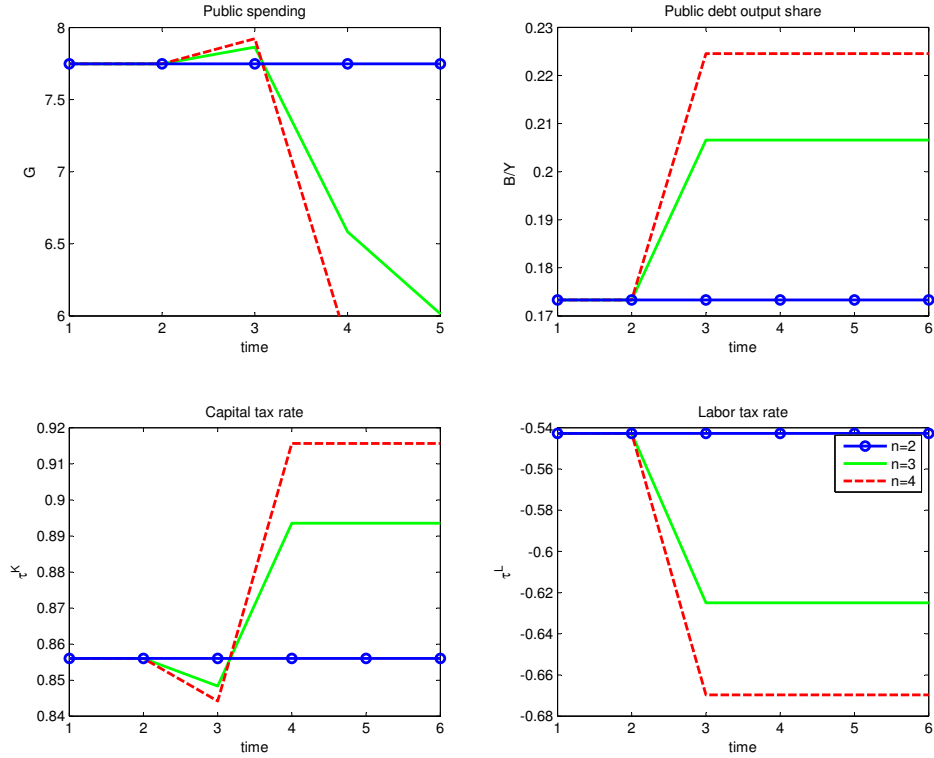 Public spending
8
7.5
7
6.5
6
G
1 2 3 4 5
time
Public debt output share
0.23
0.22
0.21
0.2
0.19
0.18
0.17
B/Y
1 2 3 4 5 6
time
Capital tax rate
0.92
0.91
0.9
0.89
0.88
0.87
0.86
0.85
0.84
τ^K
1 2 3 4 5 6
time
Labor tax rate
-0.54
-0.56
-0.58
-0.6
-0.62
-0.64
-0.66
-0.68
τ^L
n=2
n=3
n=4
1 2 3 4 5 6
time